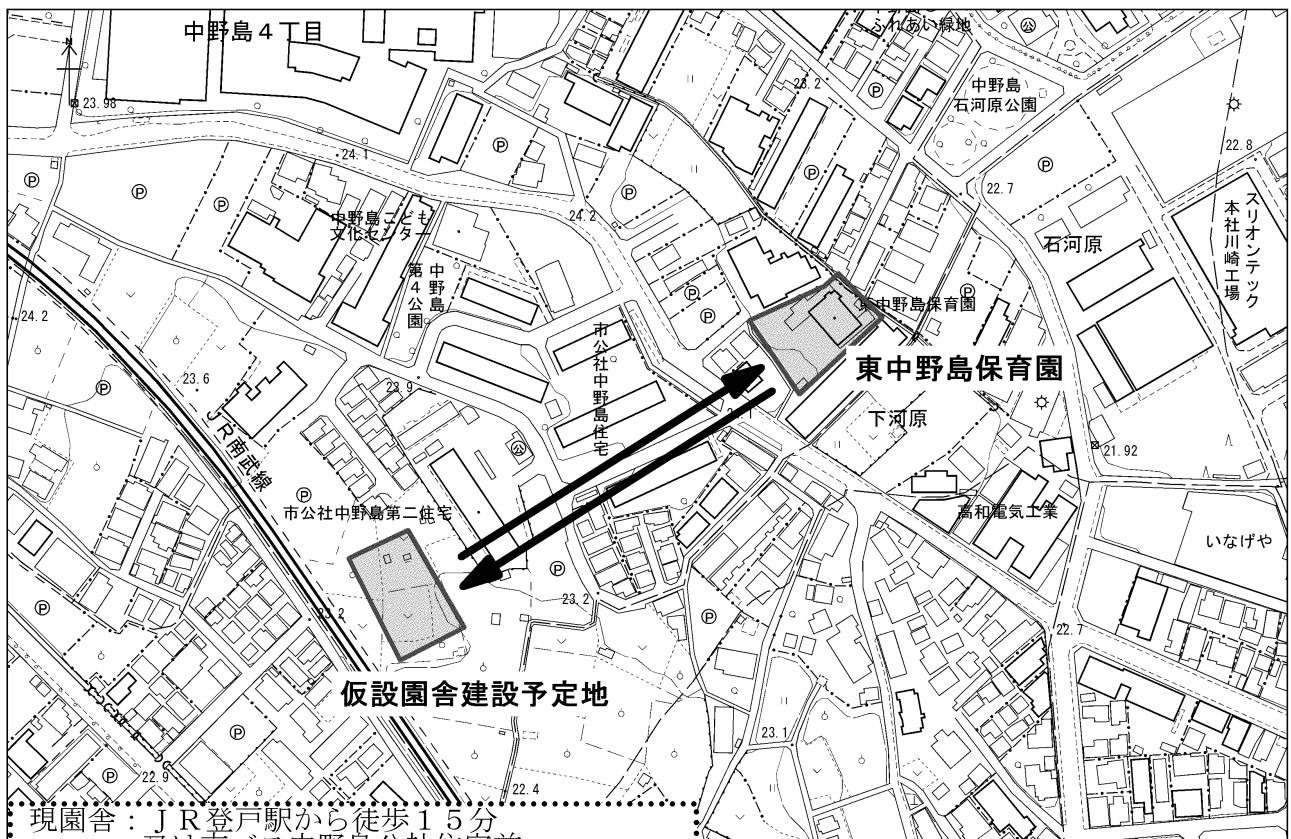 中野島4丁目
ふれあい緑地
公
中野島
石河原公園
23.98
23.2
24.1
22.8
22.7
24.2
中野島こども
文化センター
中野島
第4公園
石河原
スリオンテック
本社川崎工場
24.2
23.6
23.9
JR南武線
市公社中野島住宅
東中野島保育園
東中野島保育園
下河原
21.92
公
市公社中野島第二住宅
高和電気工業
いなげや
23.2
23.2
22.7
仮設園舎建設予定地
23.1
22.9
22.4
現園舎:JR登戸駅から徒歩15分